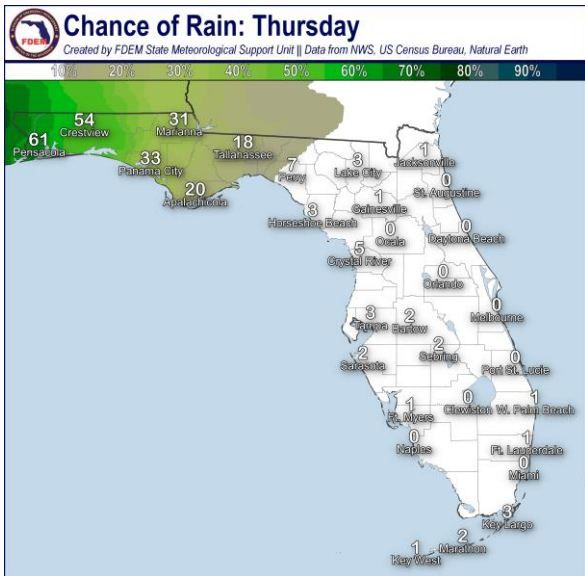 FDEM
Chance of Rain: Thursday
Created by FDEM State Meteorological Support Unit || Data from NWS, US Census Bureau, Natural Earth
10% 20% 30% 40% 50% 60% 70% 80% 90%
61
Pensacola
54
Crestview
31
Marianna
33
Panama City
18
Tallahassee
20
Apalachicola
7
Perry
3
Lake City
1
Jacksonville
0
St. Augustine
1
Gainesville
3
Horseshoe Beach
0
Ocala
0
Daytona Beach
5
Crystal River
0
Orlando
0
Melbourne
3
Tampa
2
Bartow
2
Sarasota
2
Sebring
0
Port St. Lucie
1
Ft. Myers
0
Clewiston
1
W. Palm Beach
0
Naples
1
Ft. Lauderdale
0
Miami
3
Key Largo
2
Marathon
1
Key West